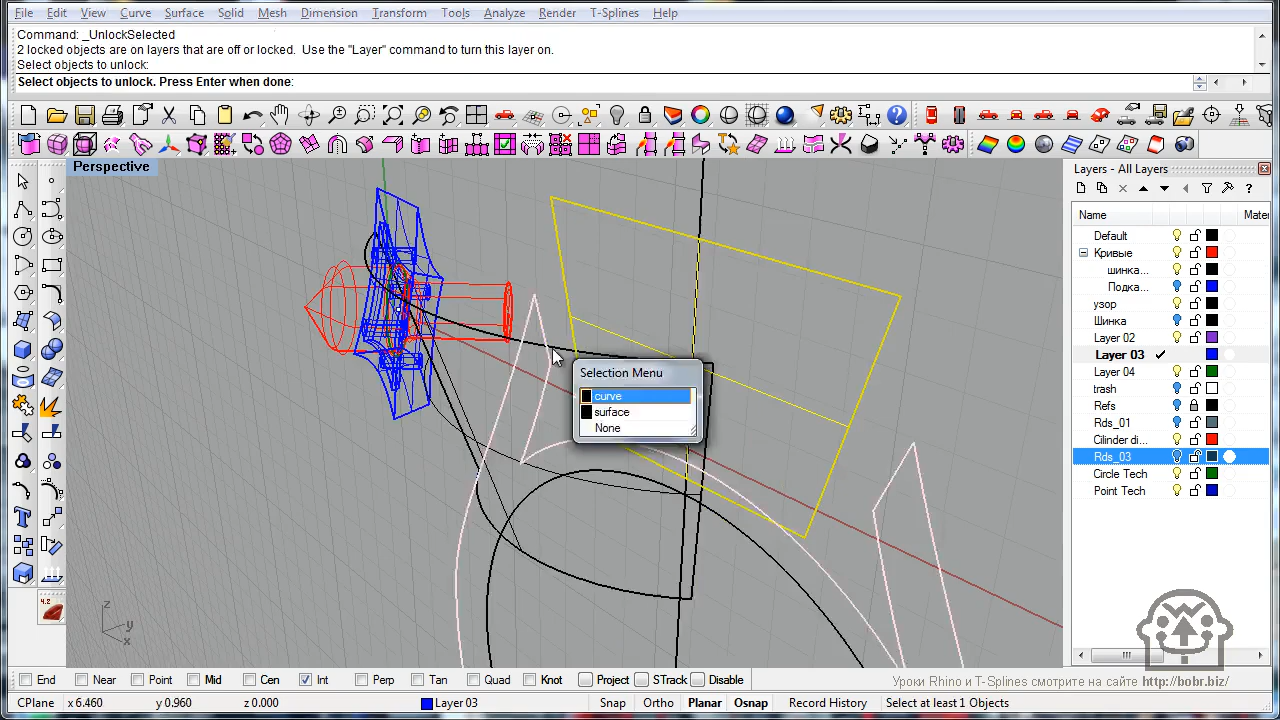 File Edit View Curve Surface Solid Mesh Dimension Transform Tools Analyze Render T-Splines Help
Command: _UnlockSelected
2 locked objects are on layers that are off or locked.  Use the "Layer" command to turn this layer on.
Select objects to unlock:
Select objects to unlock. Press Enter when done:
Perspective
Layers - All Layers
Name Mater
Default
Кривые
шинка...
Подка...
узор
Шинка
Layer 02
Layer 03
Layer 04
trash
Refs
Rds_01
Cilinder di...
Rds_03
Circle Tech
Point Tech
Selection Menu
curve
surface
None
z
y
x
4.2
End Near Point Mid Cen Int Perp Tan Quad Knot Project STrack Disable
Уроки Rhino и T-Splines смотрите на сайте http://bobr.biz/
CPlane x 6.460 y 0.960 z 0.000 Layer 03 Snap Ortho Planar Osnap Record History Select at least 1 Objects